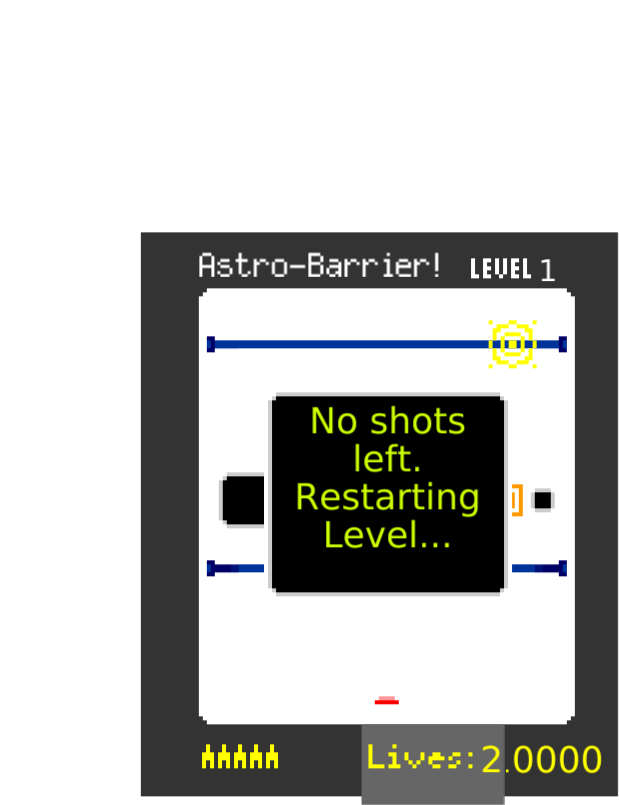 Astro-Barrier! LEVEL 1
No shots
left.
Restarting
Level...
Lives:2.0000